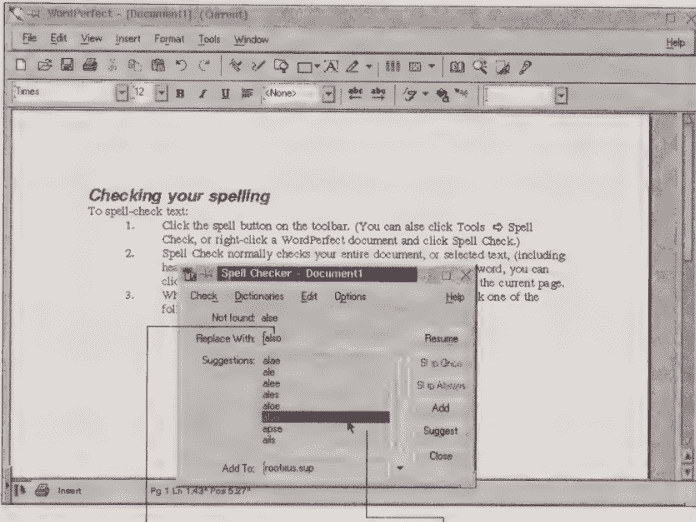 WordPerfect - [Document1] (Current)
File Edit View Insert Format Tools Window Help
Times 12 B I U <None> abc abc
Checking your spelling
To spell-check text:
1. Click the spell button on the toolbar. (You can alse click Tools ⇨ Spell
Check, or right-click a WordPerfect document and click Spell Check.)
2. Spell Check normally checks your entire document, or selected text, (including
word, you can
the current page.
3. one of the
Spell Checker - Document1
Check Dictionaries Edit Options Help
Not found: alse
Replace With: also Resume
Suggestions: alae Skip Once
ale
alee Skip Always
ales
aloe Add
apse Suggest
ails
Close
Add To:
Insert Pg 1 Ln 1.43" Pos 5.27"